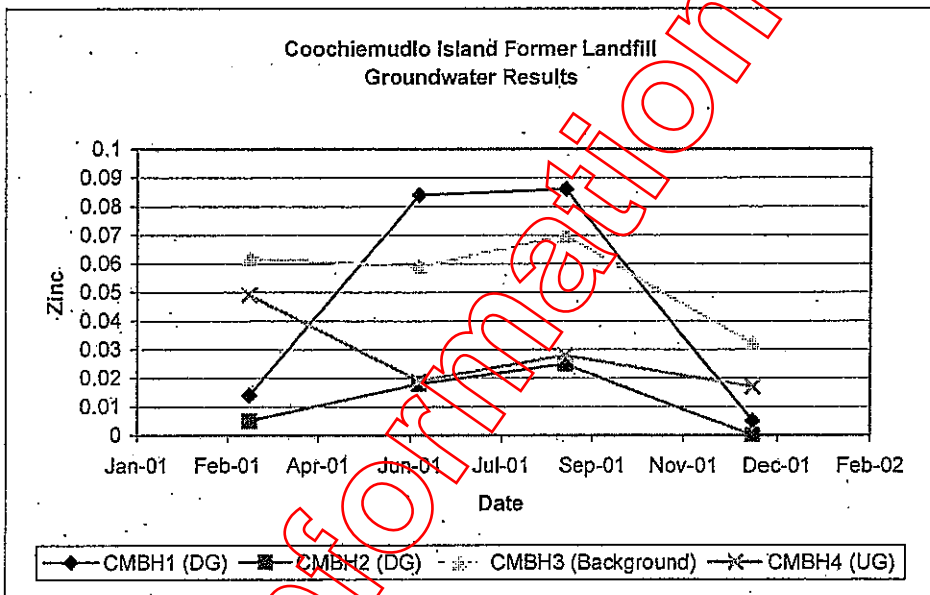 Coochiemudlo Island Former Landfill
Groundwater Results
0.1
0.09
0.08
0.07
0.06
0.05
0.04
0.03
0.02
0.01
0
Zinc
Jan-01 Feb-01 Apr-01 Jun-01 Jul-01 Sep-01 Nov-01 Dec-01 Feb-02
Date
CMBH1 (DG) CMBH2 (DG) CMBH3 (Background) CMBH4 (UG)
formation